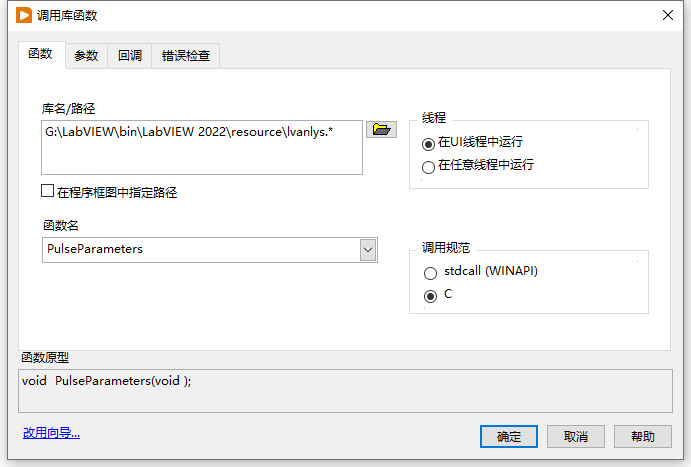 调用库函数
函数 参数 回调 错误检查
库名/路径
G:\LabVIEW\bin\LabVIEW 2022\resource\lvanlys.*
在程序框图中指定路径
函数名
PulseParameters
线程
在UI线程中运行
在任意线程中运行
调用规范
stdcall (WINAPI)
C
函数原型
void PulseParameters(void );
改用向导...
确定 取消 帮助